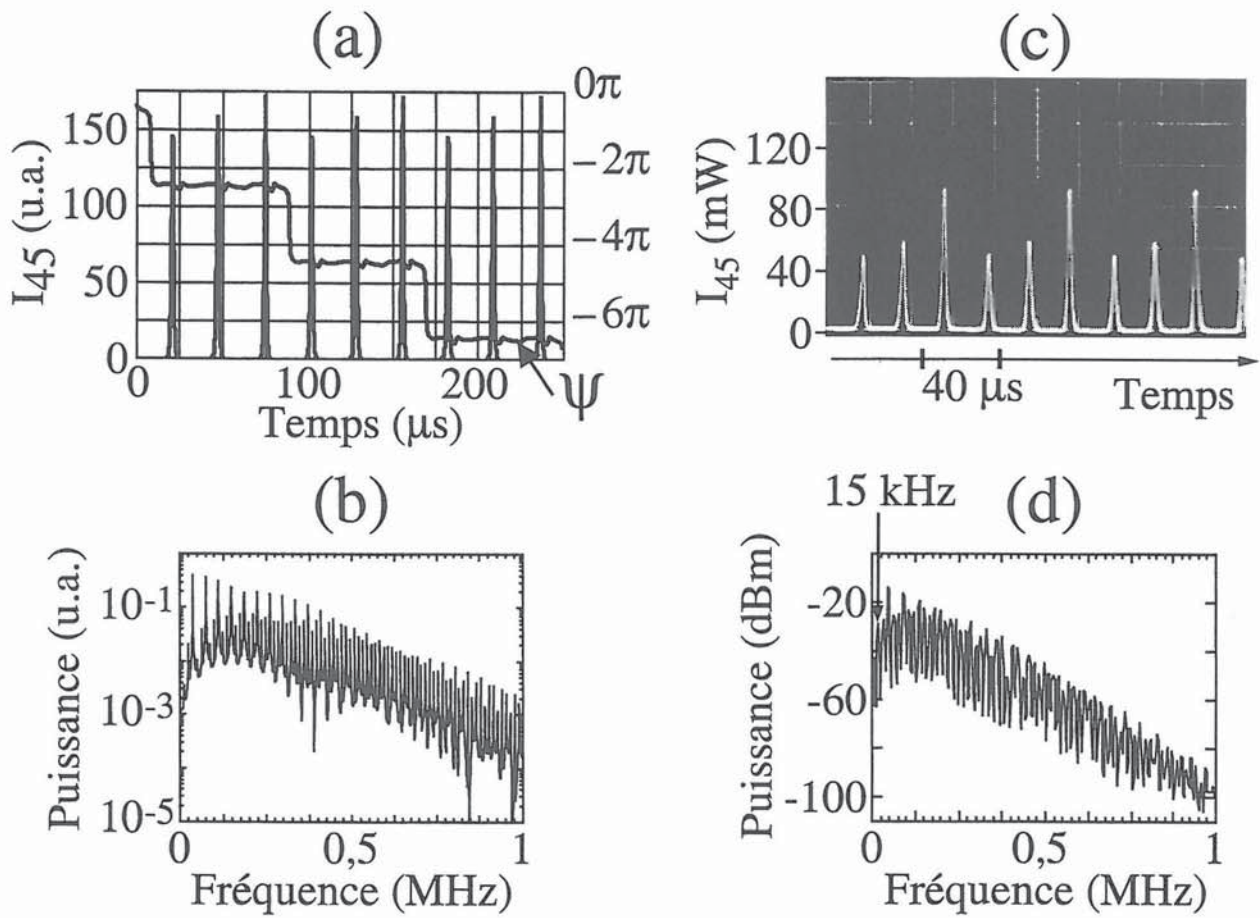 (a)
I45 (u.a.)
150
100
50
0
0π
−2π
−4π
−6π
0 100 200
Temps (µs)
ψ
(c)
I45 (mW)
120
80
40
0
40 µs Temps
(b)
Puissance (u.a.)
10-1
10-3
10-5
0 0,5 1
Fréquence (MHz)
15 kHz
(d)
Puissance (dBm)
-20
-60
-100
0 0,5 1
Fréquence (MHz)